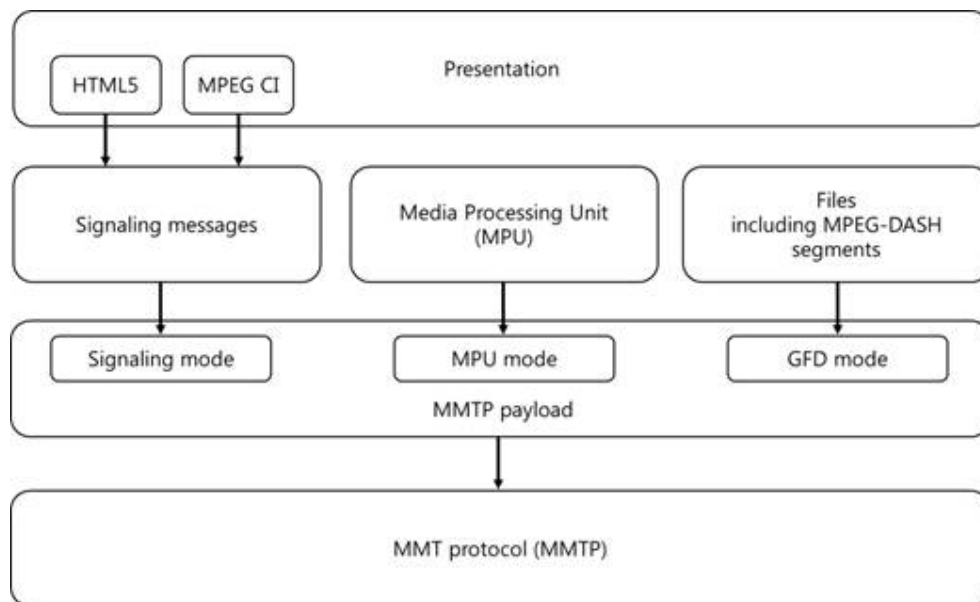 Presentation
HTML5
MPEG CI
Signaling messages
Media Processing Unit
(MPU)
Files
including MPEG-DASH
segments
Signaling mode
MPU mode
GFD mode
MMTP payload
MMT protocol (MMTP)